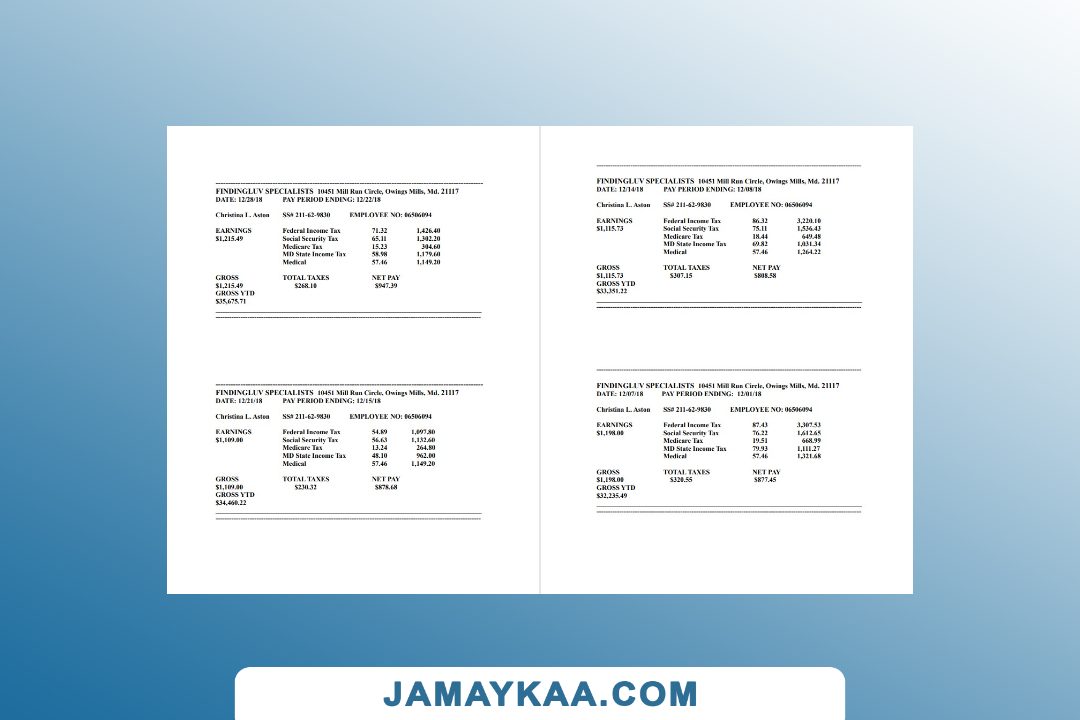 FINDINGLUV SPECIALISTS 10451 Mill Run Circle, Owings Mills, Md. 21117
DATE: 12/28/18 PAY PERIOD ENDING: 12/22/18
Christina L. Aston SS# 211-62-9830 EMPLOYEE NO: 06506094
EARNINGS Federal Income Tax 71.32 1,426.40
$1,215.49 Social Security Tax 65.11 1,302.20
Medicare Tax 15.23 304.60
MD State Income Tax 58.98 1,179.60
Medical 57.46 1,149.20
GROSS TOTAL TAXES NET PAY
$1,215.49 $268.10 $947.39
GROSS YTD
$35,675.71
FINDINGLUV SPECIALISTS 10451 Mill Run Circle, Owings Mills, Md. 21117
DATE: 12/21/18 PAY PERIOD ENDING: 12/15/18
Christina L. Aston SS# 211-62-9830 EMPLOYEE NO: 06506094
EARNINGS Federal Income Tax 54.89 1,097.80
$1,109.00 Social Security Tax 56.63 1,132.60
Medicare Tax 13.24 264.80
MD State Income Tax 48.10 962.00
Medical 57.46 1,149.20
GROSS TOTAL TAXES NET PAY
$1,109.00 $230.32 $878.68
GROSS YTD
$34,460.22
FINDINGLUV SPECIALISTS 10451 Mill Run Circle, Owings Mills, Md. 21117
DATE: 12/14/18 PAY PERIOD ENDING: 12/08/18
Christina L. Aston SS# 211-62-9830 EMPLOYEE NO: 06506094
EARNINGS Federal Income Tax 86.32 3,220.10
$1,115.73 Social Security Tax 75.11 1,536.43
Medicare Tax 18.44 649.48
MD State Income Tax 69.82 1,031.34
Medical 57.46 1,264.22
GROSS TOTAL TAXES NET PAY
$1,115.73 $307.15 $808.58
GROSS YTD
$33,351.22
FINDINGLUV SPECIALISTS 10451 Mill Run Circle, Owings Mills, Md. 21117
DATE: 12/07/18 PAY PERIOD ENDING: 12/01/18
Christina L. Aston SS# 211-62-9830 EMPLOYEE NO: 06506094
EARNINGS Federal Income Tax 87.43 3,307.53
$1,198.00 Social Security Tax 76.22 1,612.65
Medicare Tax 19.51 668.99
MD State Income Tax 79.93 1,111.27
Medical 57.46 1,321.68
GROSS TOTAL TAXES NET PAY
$1,198.00 $320.55 $877.45
GROSS YTD
$32,235.49
JAMAYKAA.COM